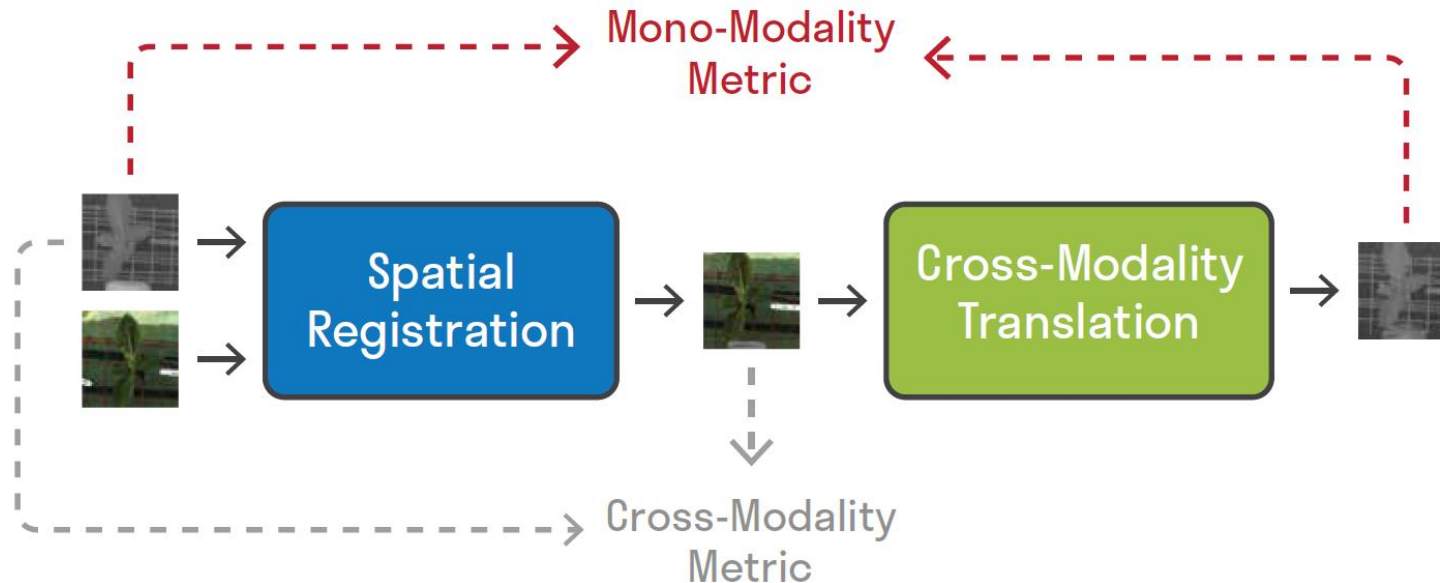 Mono-Modality
Metric
Spatial
Registration
Cross-Modality
Translation
Cross-Modality
Metric